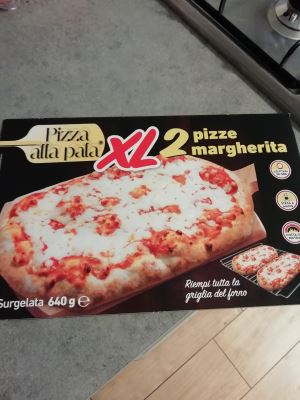 Pizza
alla pala
XL
2 pizze
margherita
Riempi tutta la
griglia del forno
Surgelata 640 g e